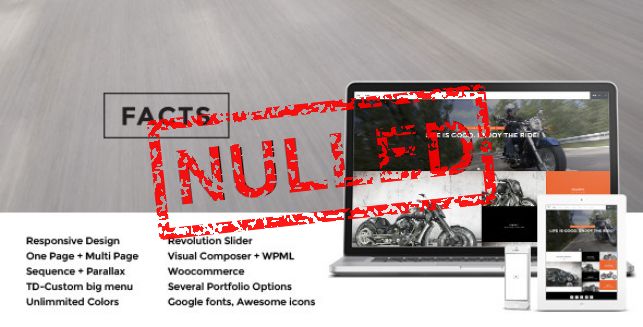 FACTS
NULLED
LIFE IS GOOD, ENJOY THE RIDE!
LIFE IS GOOD, ENJOY THE RIDE!
Responsive Design
One Page + Multi Page
Sequence + Parallax
TD-Custom big menu
Unlimmited Colors
Revolution Slider
Visual Composer + WPML
Woocommerce
Several Portfolio Options
Google fonts, Awesome icons